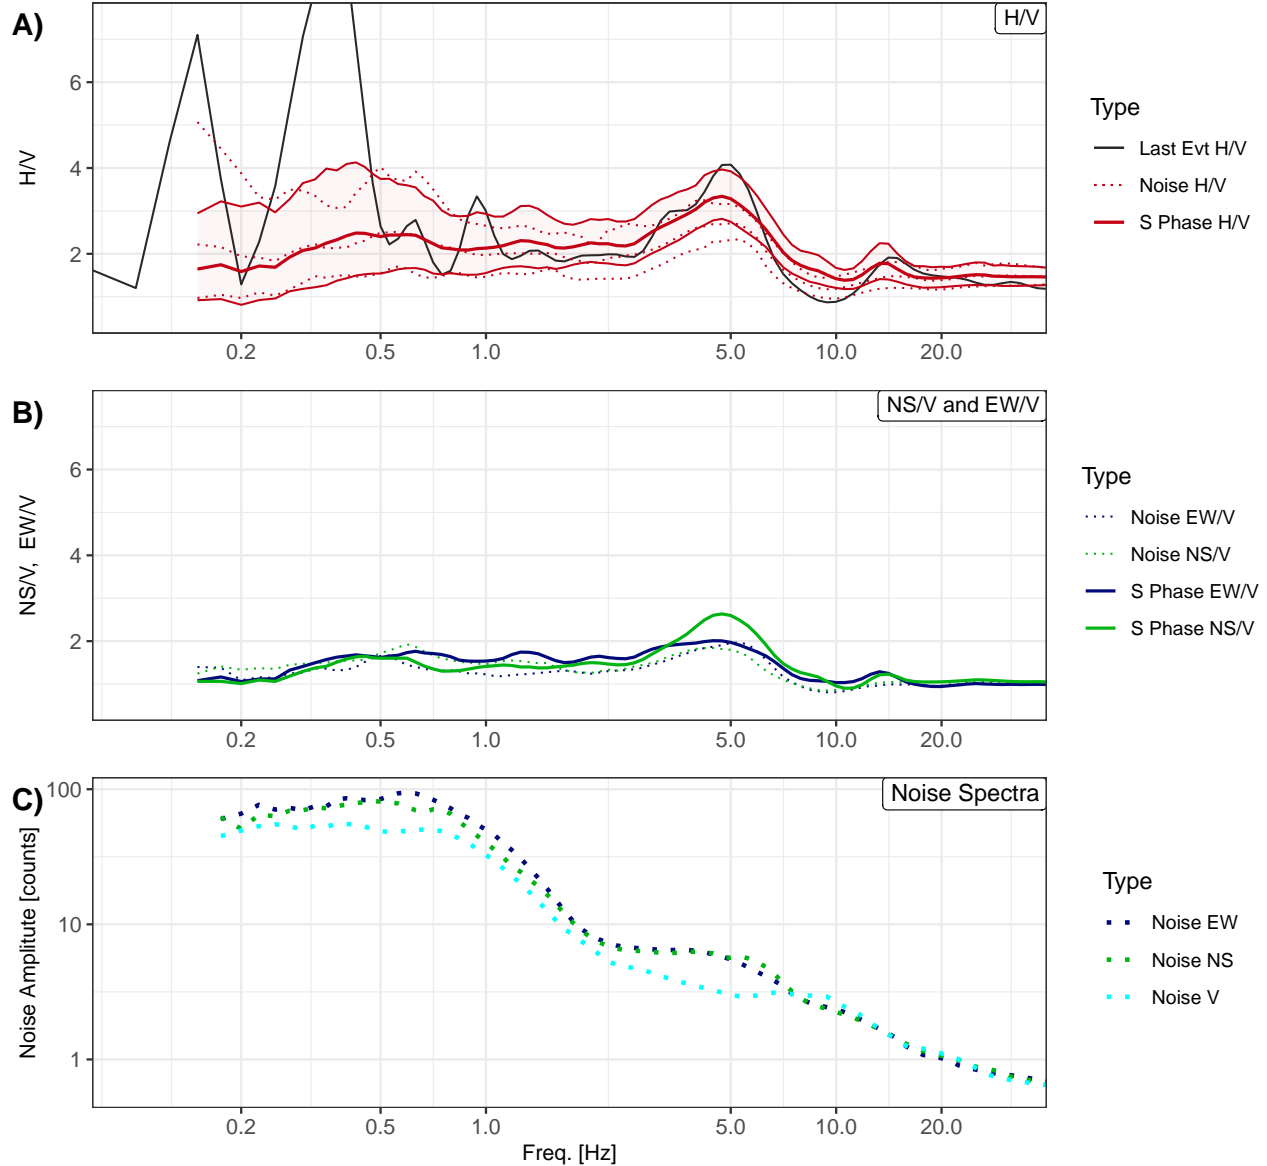 A)
H/V
6
4
2
H/V
0.2 0.5 1.0 5.0 10.0 20.0
Type
Last Evt H/V
Noise H/V
S Phase H/V
B)
NS/V and EW/V
6
4
2
NS/V, EW/V
0.2 0.5 1.0 5.0 10.0 20.0
Type
Noise EW/V
Noise NS/V
S Phase EW/V
S Phase NS/V
C)
Noise Spectra
100
10
1
Noise Amplitute [counts]
0.2 0.5 1.0 5.0 10.0 20.0
Freq. [Hz]
Type
Noise EW
Noise NS
Noise V